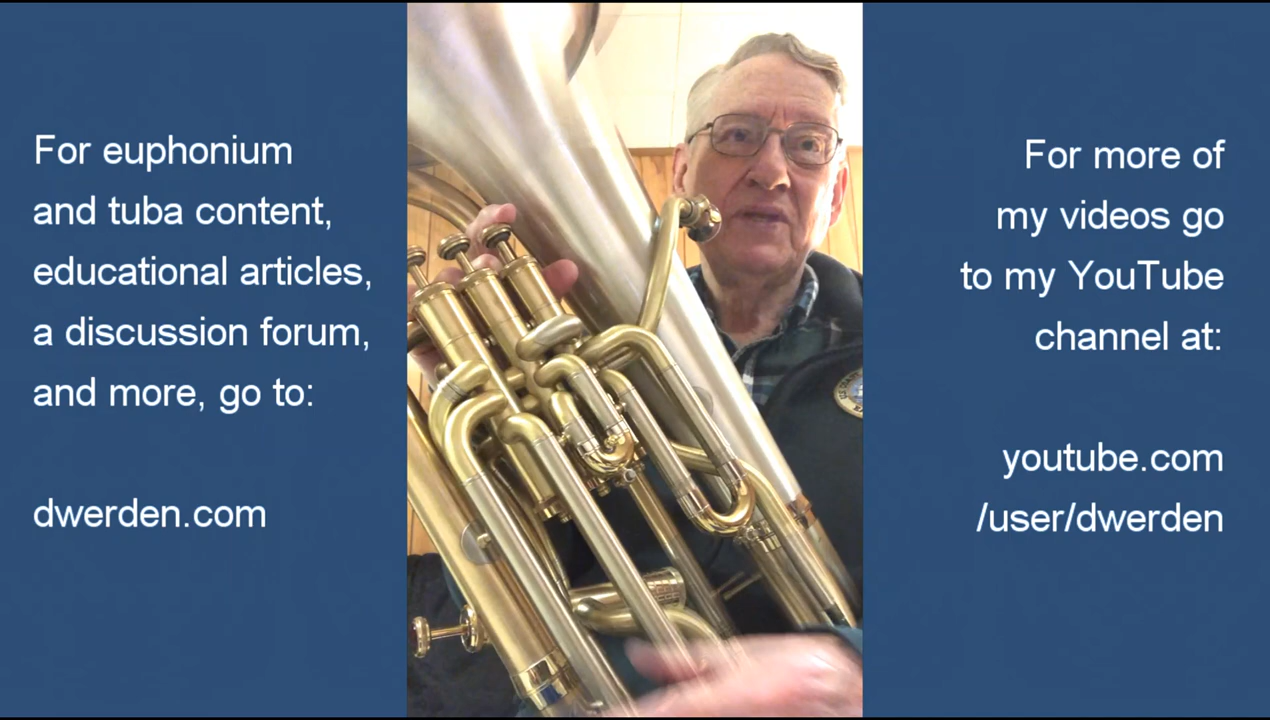 For euphonium
and tuba content,
educational articles,
a discussion forum,
and more, go to:
dwerden.com
For more of
my videos go
to my YouTube
channel at:
youtube.com
/user/dwerden